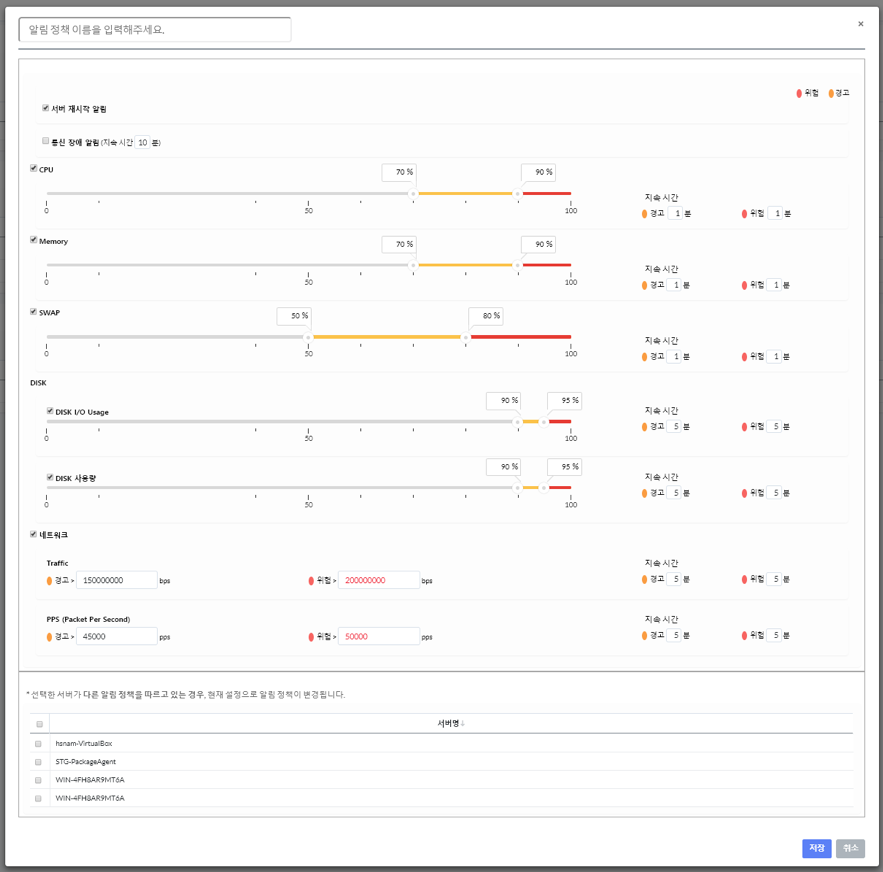 알림 정책 이름을 입력해주세요.
×
위험 경고
서버 재시작 알림
통신 장애 알림 (지속 시간 10 분)
CPU
70 % 90 %
0 50 100
지속 시간
경고 1 분 위험 1 분
Memory
70 % 90 %
0 50 100
지속 시간
경고 1 분 위험 1 분
SWAP
50 % 80 %
0 50 100
지속 시간
경고 1 분 위험 1 분
DISK
DISK I/O Usage
90 % 95 %
0 50 100
지속 시간
경고 5 분 위험 5 분
DISK 사용량
90 % 95 %
0 50 100
지속 시간
경고 5 분 위험 5 분
네트워크
Traffic
경고 > 150000000 bps 위험 > 200000000 bps
지속 시간
경고 5 분 위험 5 분
PPS (Packet Per Second)
경고 > 45000 pps 위험 > 50000 pps
지속 시간
경고 5 분 위험 5 분
* 선택한 서버가 다른 알림 정책을 따르고 있는 경우, 현재 설정으로 알림 정책이 변경됩니다.
서버명
hsnam-VirtualBox
STG-PackageAgent
WIN-4FH8AR9MT6A
WIN-4FH8AR9MT6A
저장 취소